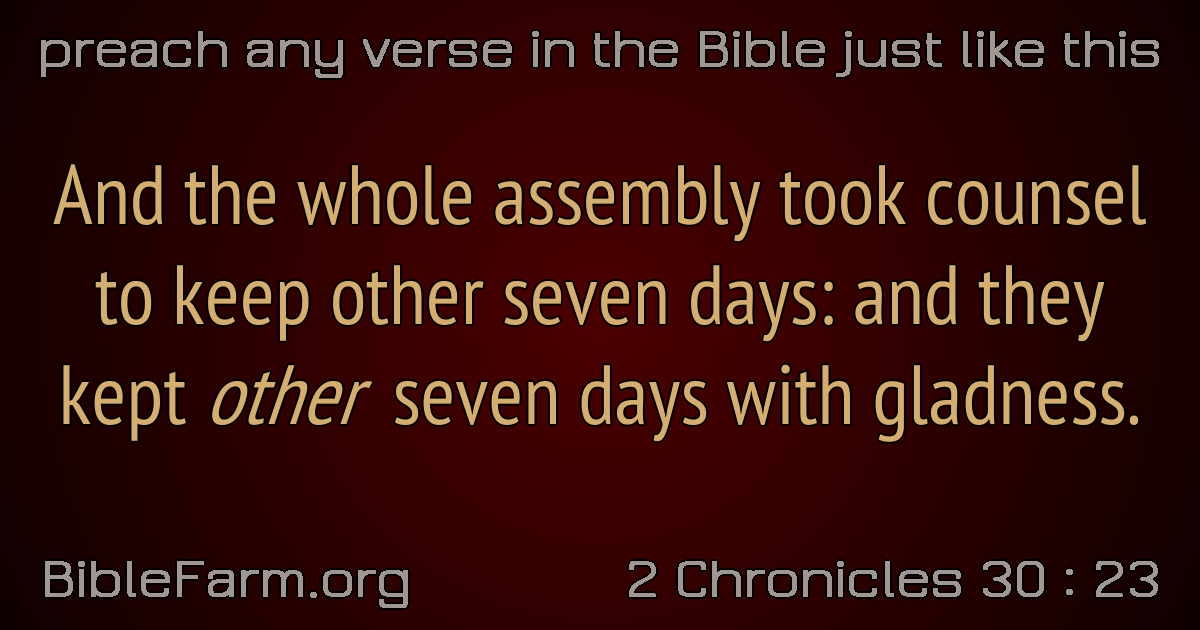 preach any verse in the Bible just like this
And the whole assembly took counsel
to keep other seven days: and they
kept other seven days with gladness.
BibleFarm.org
2 Chronicles 30 : 23